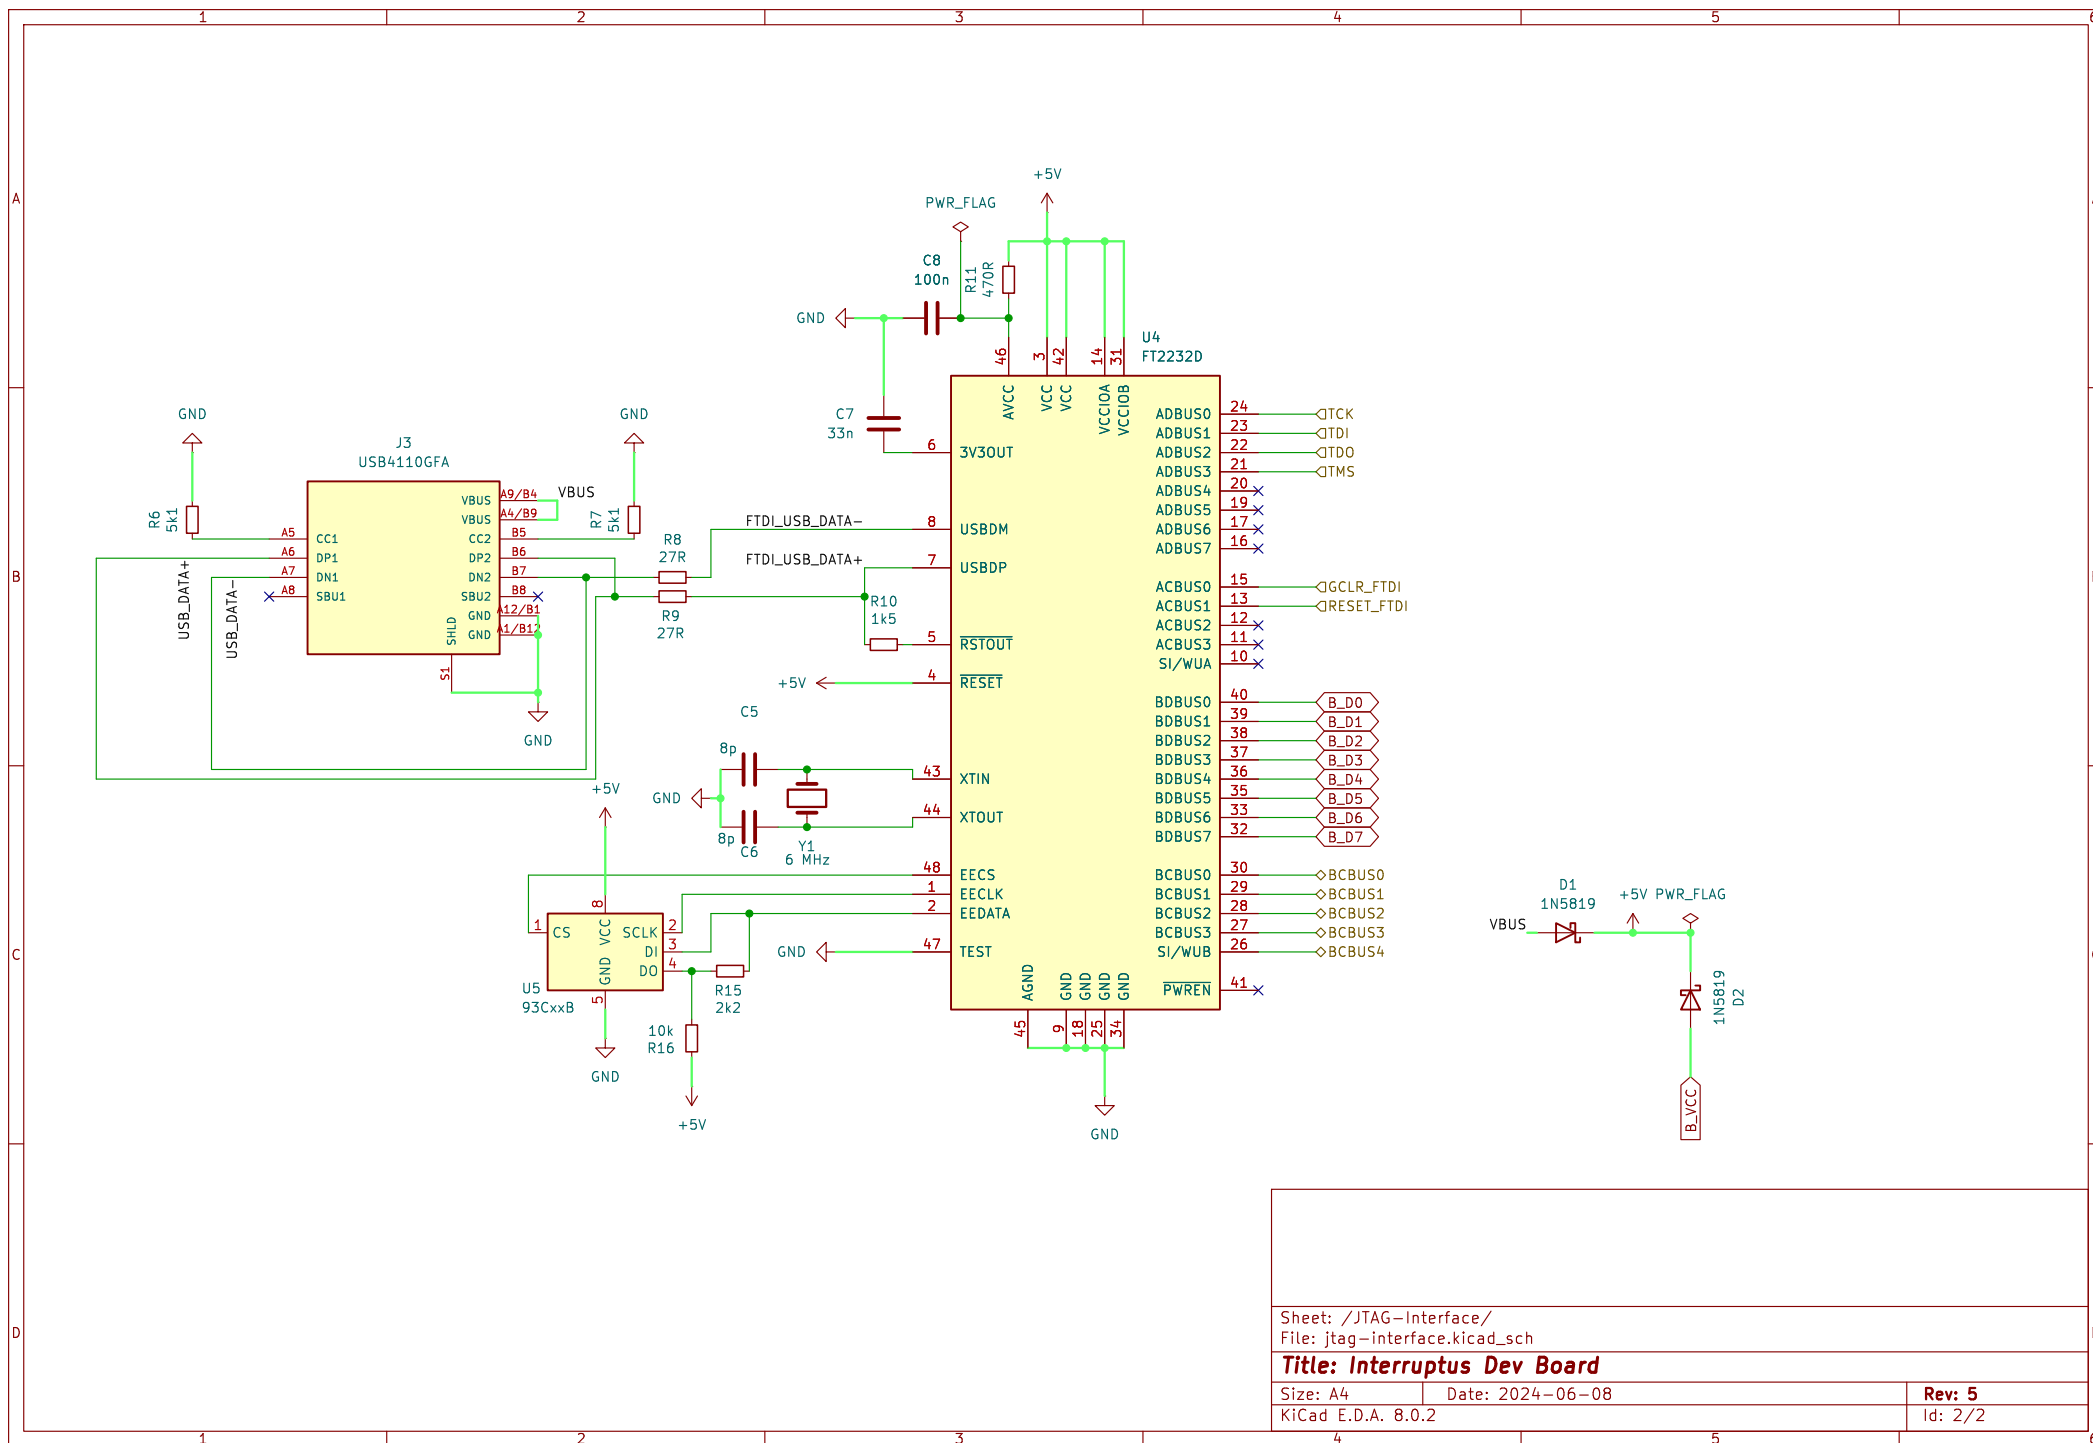 1 2 3 4 5 6
A
B
C
D
+5V
PWR_FLAG
C8
100n
R11
470R
GND
U4
FT2232D
46
3
42
14
31
AVCC
VCC
VCC
VCCIOA
VCCIOB
C7
33n
6 3V3OUT
8 USBDM
7 USBDP
5 RSTOUT
4 RESET
43 XTIN
44 XTOUT
48 EECS
1 EECLK
2 EEDATA
47 TEST
ADBUS0 24 TCK
ADBUS1 23 TDI
ADBUS2 22 TDO
ADBUS3 21 TMS
ADBUS4 20
ADBUS5 19
ADBUS6 17
ADBUS7 16
ACBUS0 15 GCLR_FTDI
ACBUS1 13 RESET_FTDI
ACBUS2 12
ACBUS3 11
SI/WUA 10
BDBUS0 40 B_D0
BDBUS1 39 B_D1
BDBUS2 38 B_D2
BDBUS3 37 B_D3
BDBUS4 36 B_D4
BDBUS5 35 B_D5
BDBUS6 33 B_D6
BDBUS7 32 B_D7
BCBUS0 30 BCBUS0
BCBUS1 29 BCBUS1
BCBUS2 28 BCBUS2
BCBUS3 27 BCBUS3
SI/WUB 26 BCBUS4
PWREN 41
AGND
GND
GND
GND
GND
45
9
18
25
34
GND
GND
GND
J3
USB4110GFA
R6
5k1
R7
5k1
A5 CC1
A6 DP1
A7 DN1
A8 SBU1
VBUS A9/B4
VBUS A4/B9
CC2 B5
DP2 B6
DN2 B7
SBU2 B8
GND A12/B1
GND A1/B12
SHLD
S1
VBUS
USB_DATA+
USB_DATA-
GND
R8
27R
R9
27R
FTDI_USB_DATA-
FTDI_USB_DATA+
R10
1k5
+5V
C5
8p
GND
8p
C6
Y1
6 MHz
+5V
8
1 CS
VCC
SCLK 2
DI 3
DO 4
GND
5
U5
93CxxB
GND
R15
2k2
10k
R16
+5V
GND
D1
1N5819
VBUS
+5V PWR_FLAG
1N5819
D2
B_VCC
Sheet: /JTAG-Interface/
File: jtag-interface.kicad_sch
Title: Interruptus Dev Board
Size: A4 Date: 2024-06-08 Rev: 5
KiCad E.D.A. 8.0.2 Id: 2/2
1 2 3 4 5 6